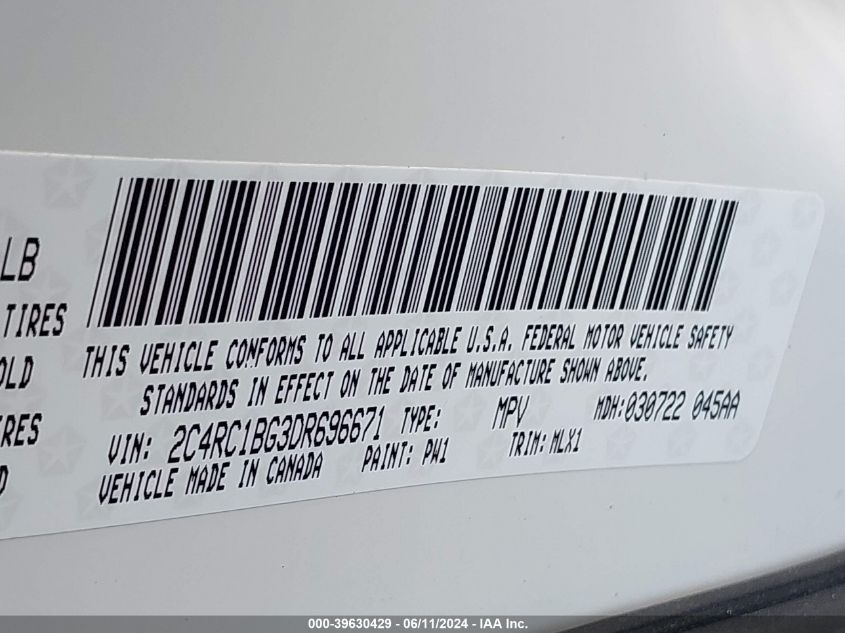 LB
TIRES
OLD
IRES
D
THIS VEHICLE CONFORMS TO ALL APPLICABLE U.S.A. FEDERAL MOTOR VEHICLE SAFETY
STANDARDS IN EFFECT ON THE DATE OF MANUFACTURE SHOWN ABOVE.
VIN: 2C4RC1BG3DR696671 TYPE: MPV MDH:030722 045AA
VEHICLE MADE IN CANADA PAINT: PW1 TRIM: MLX1
000-39630429 - 06/11/2024 - IAA Inc.